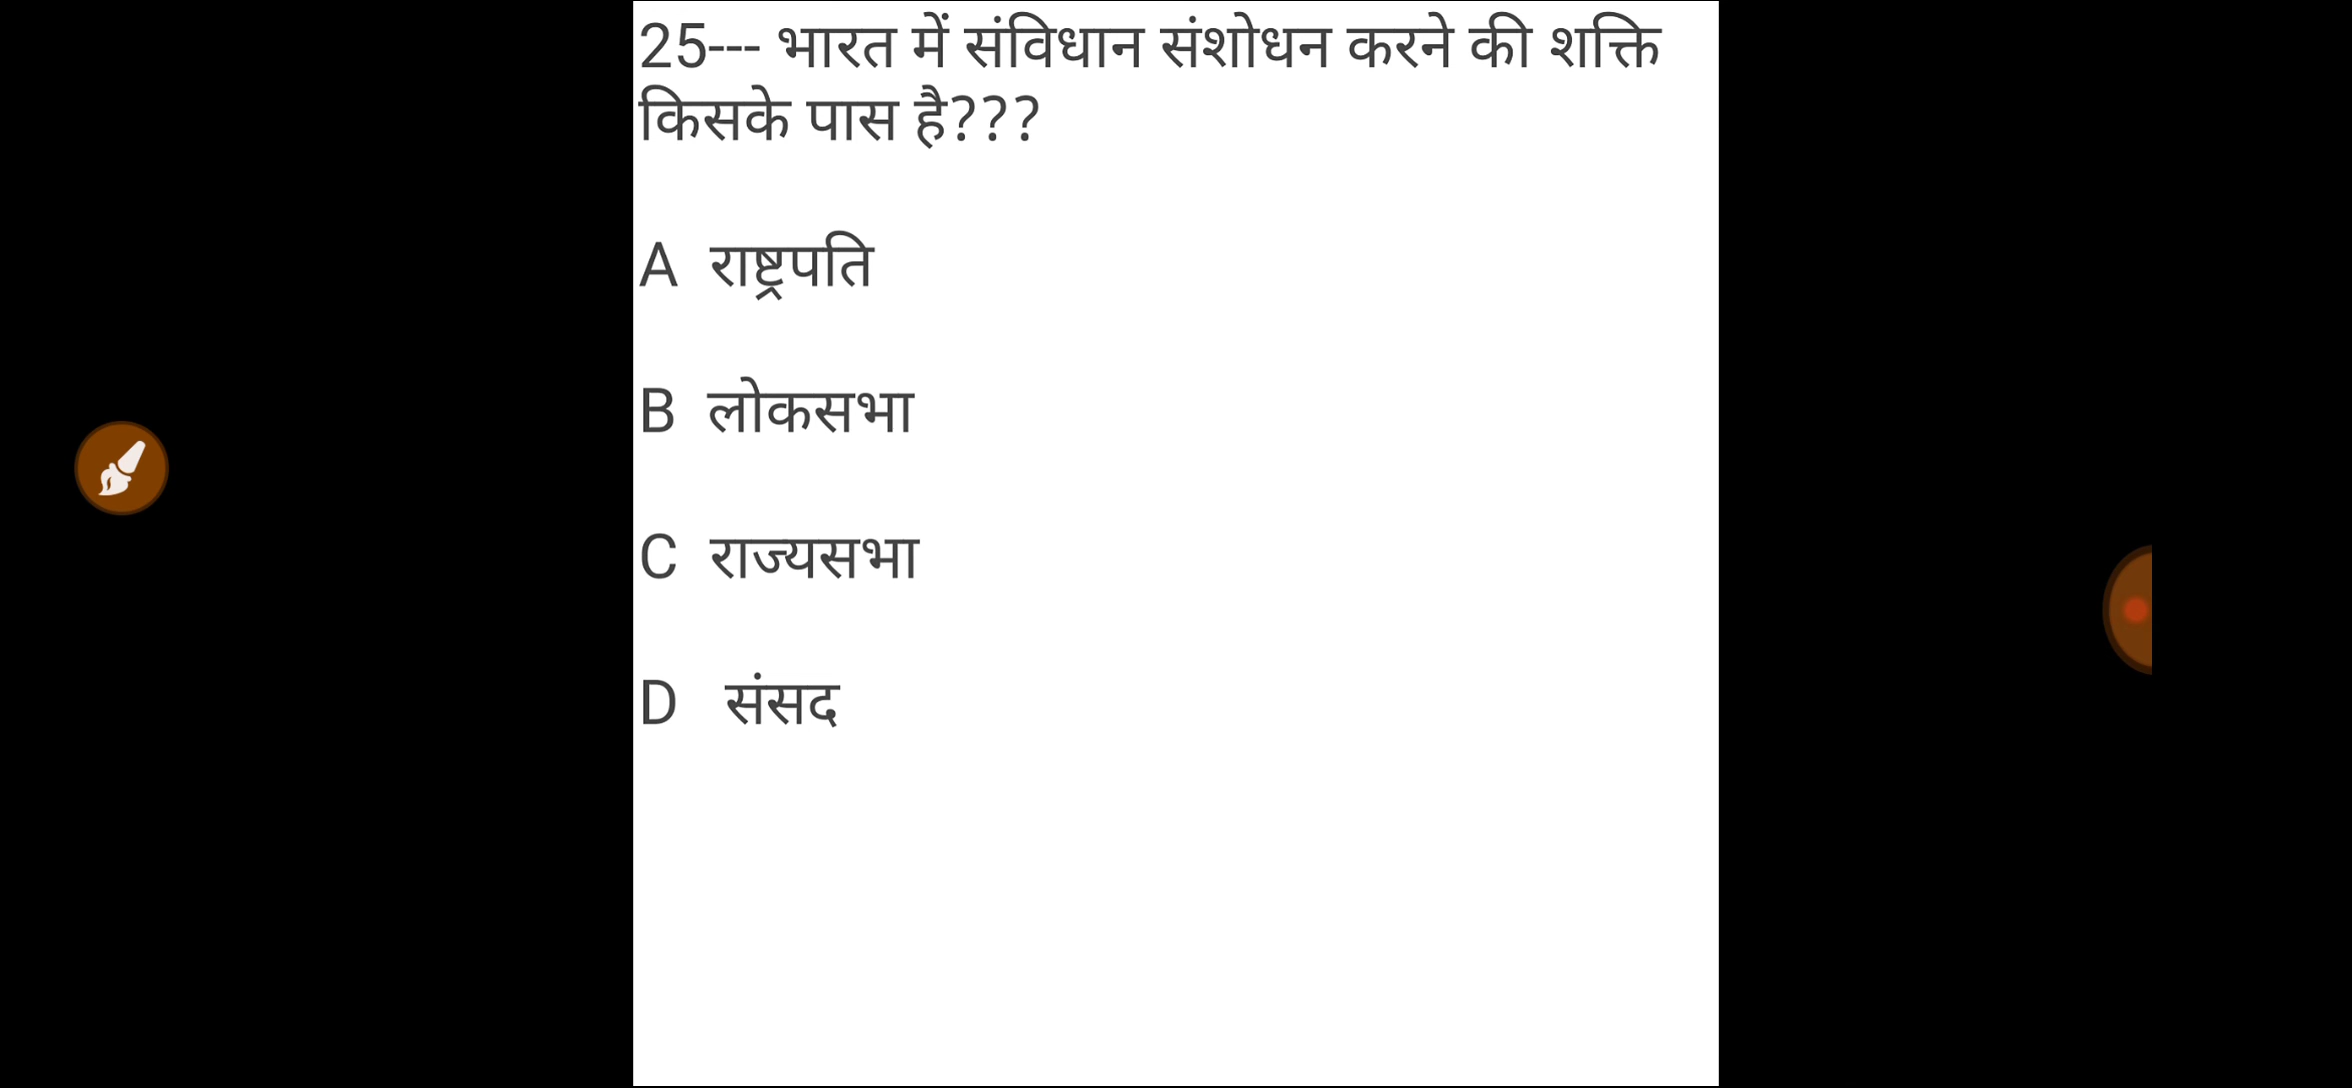 25--- भारत में संविधान संशोधन करने की शक्ति
किसके पास है???
A राष्ट्रपति
B लोकसभा
C राज्यसभा
D संसद